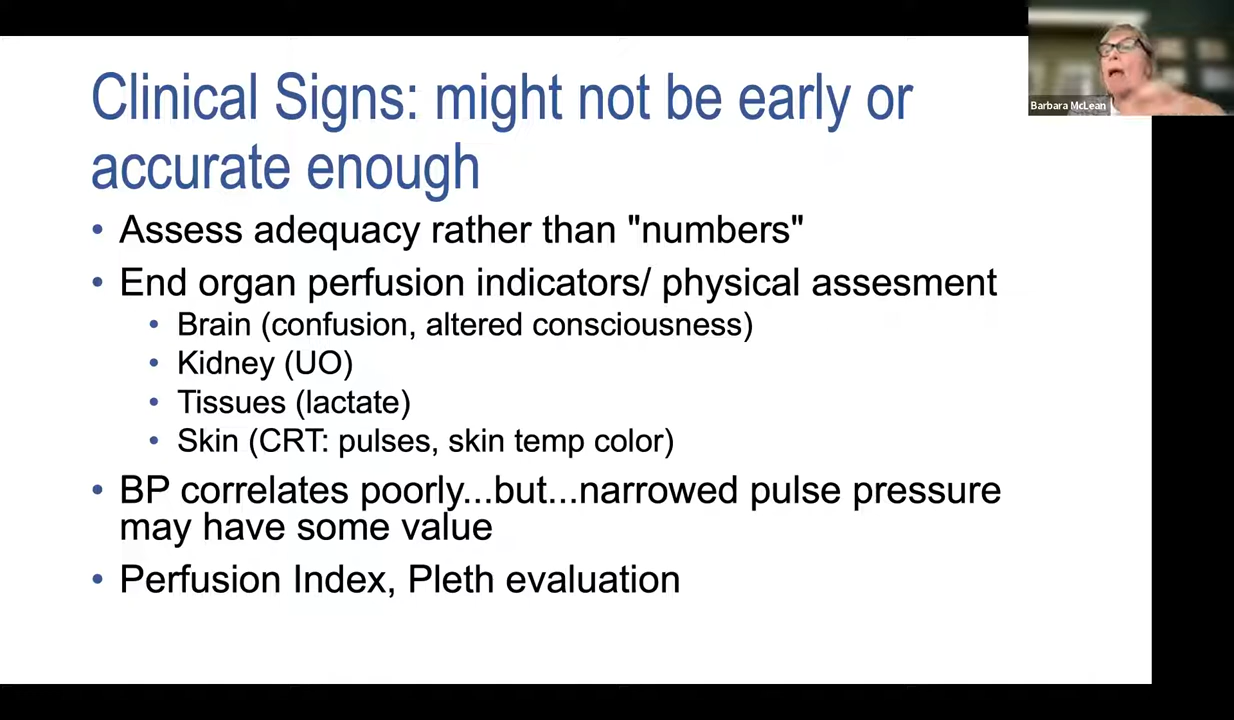 Clinical Signs: might not be early or
accurate enough
• Assess adequacy rather than "numbers"
• End organ perfusion indicators/ physical assesment
• Brain (confusion, altered consciousness)
• Kidney (UO)
• Tissues (lactate)
• Skin (CRT: pulses, skin temp color)
• BP correlates poorly...but...narrowed pulse pressure
may have some value
• Perfusion Index, Pleth evaluation
Barbara McLean